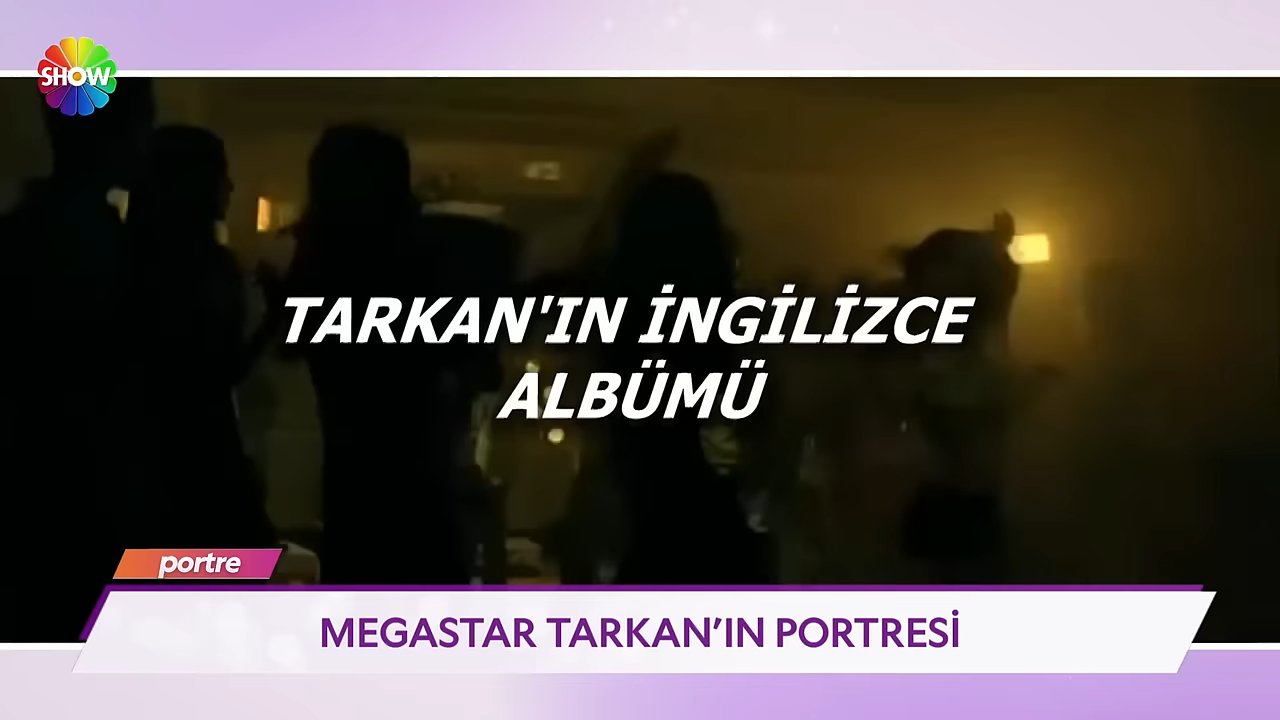 SHOW
TARKAN'IN İNGİLİZCE
ALBÜMÜ
portre
MEGASTAR TARKAN’IN PORTRESİ